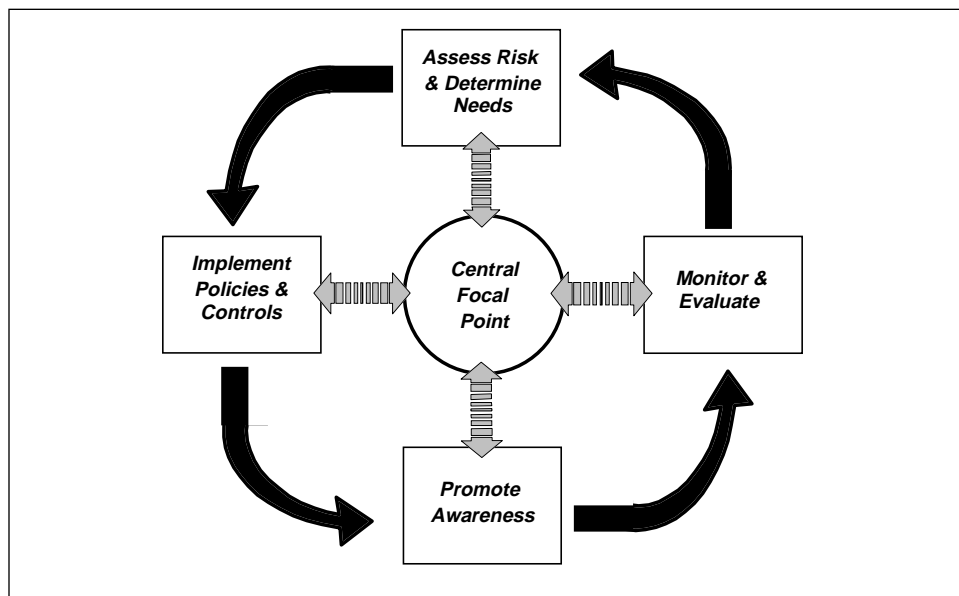 Assess Risk
& Determine
Needs
Implement
Policies &
Controls
Central
Focal
Point
Monitor &
Evaluate
Promote
Awareness